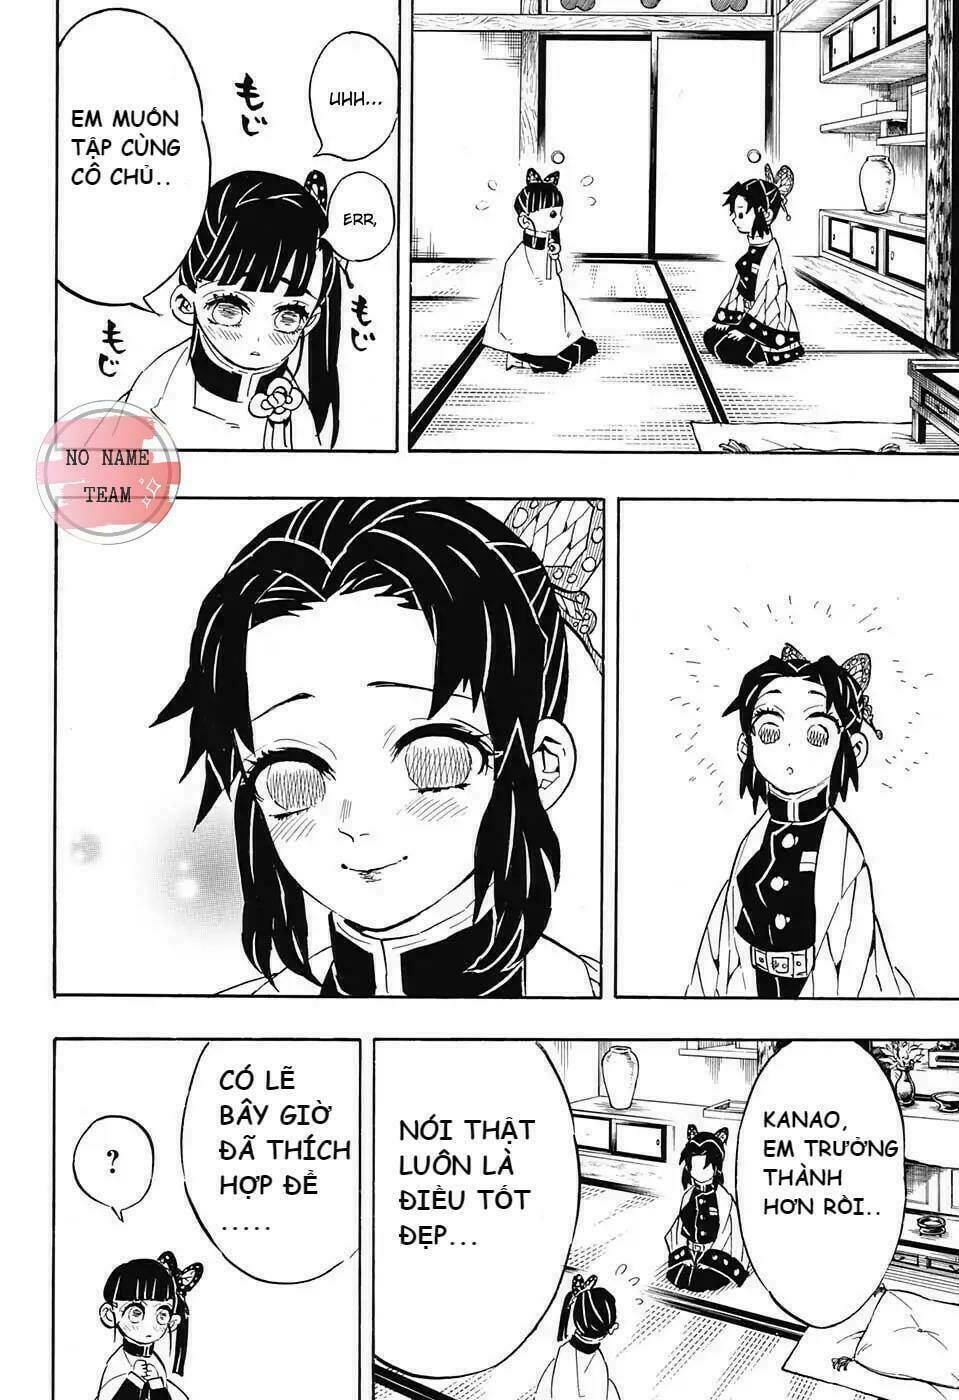 UHH...
ERR,
もじ
EM MUỐN
TẬP CÙNG
CÔ CHỦ..
もじ
もじ
NO NAME
TEAM
KANAO,
EM TRƯỞNG
THÀNH
HƠN RỒI..
NÓI THẬT
LUÔN LÀ
ĐIỀU TỐT
ĐẸP...
CÓ LẼ
BÂY GIỜ
ĐÃ THÍCH
HỢP ĐỂ
.....
?